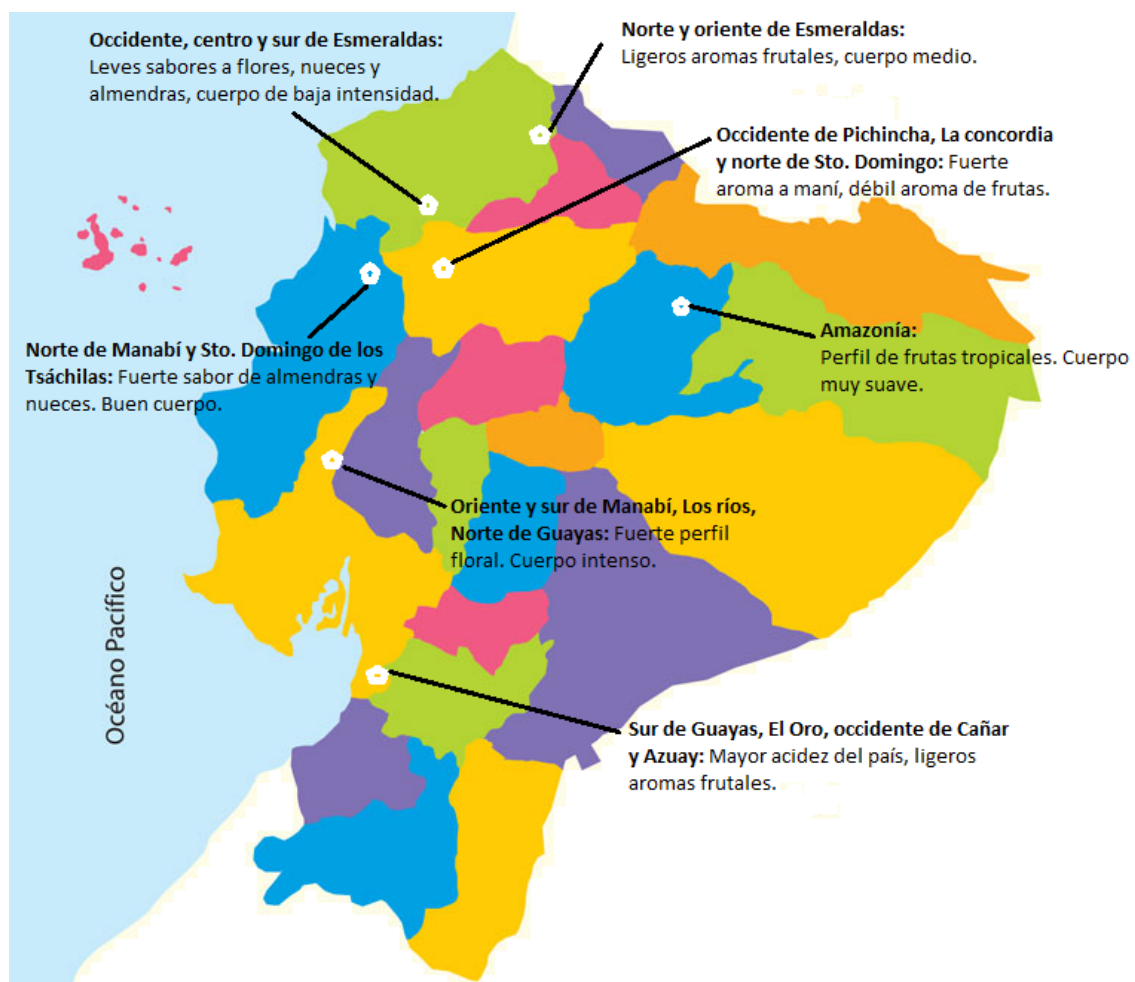 Occidente, centro y sur de Esmeraldas:
Leves sabores a flores, nueces y
almendras, cuerpo de baja intensidad.
Norte y oriente de Esmeraldas:
Ligeros aromas frutales, cuerpo medio.
Occidente de Pichincha, La concordia
y norte de Sto. Domingo: Fuerte
aroma a maní, débil aroma de frutas.
Amazonía:
Perfil de frutas tropicales. Cuerpo
muy suave.
Norte de Manabí y Sto. Domingo de los
Tsáchilas: Fuerte sabor de almendras y
nueces. Buen cuerpo.
Oriente y sur de Manabí, Los ríos,
Norte de Guayas: Fuerte perfil
floral. Cuerpo intenso.
Océano Pacífico
Sur de Guayas, El Oro, occidente de Cañar
y Azuay: Mayor acidez del país, ligeros
aromas frutales.